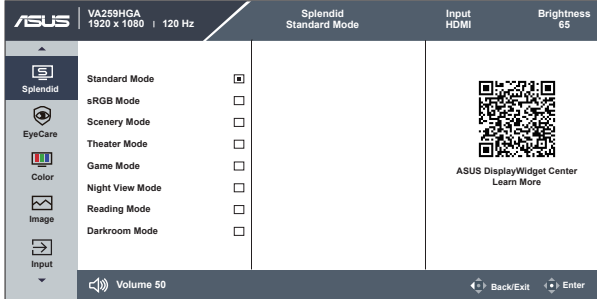 ASUS
VA259HGA
1920 x 1080 | 120 Hz
Splendid
Standard Mode
Input
HDMI
Brightness
65
Splendid
EyeCare
Color
Image
Input
Standard Mode
sRGB Mode
Scenery Mode
Theater Mode
Game Mode
Night View Mode
Reading Mode
Darkroom Mode
ASUS DisplayWidget Center
Learn More
Volume 50
Back/Exit
Enter